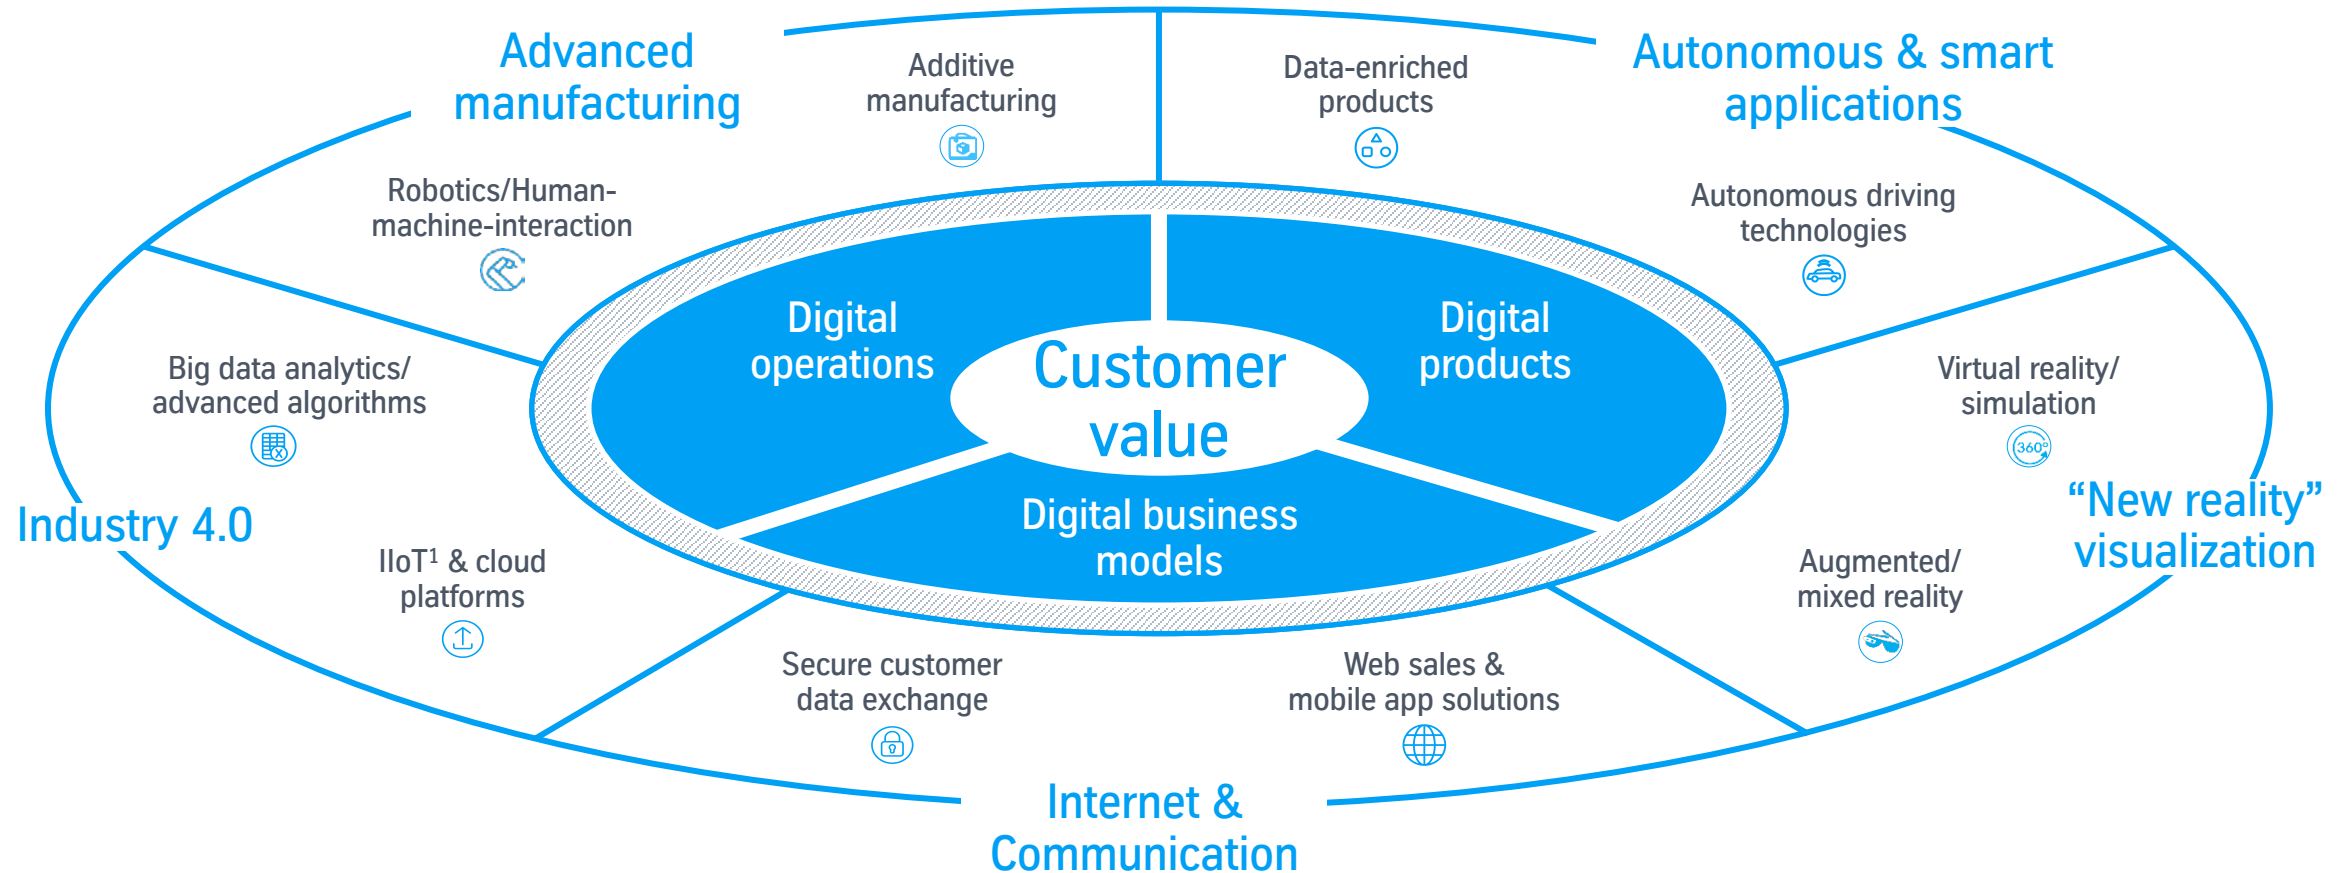 Advanced
manufacturing
Additive
manufacturing
Data-enriched
products
Autonomous & smart
applications
Robotics/Human-
machine-interaction
Autonomous driving
technologies
Digital
operations
Digital
products
Customer
value
Big data analytics/
advanced algorithms
X
Virtual reality/
simulation
360°
Industry 4.0
"New reality"
visualization
Digital business
models
IIoT¹ & cloud
platforms
Augmented/
mixed reality
Secure customer
data exchange
Web sales &
mobile app solutions
Internet &
Communication